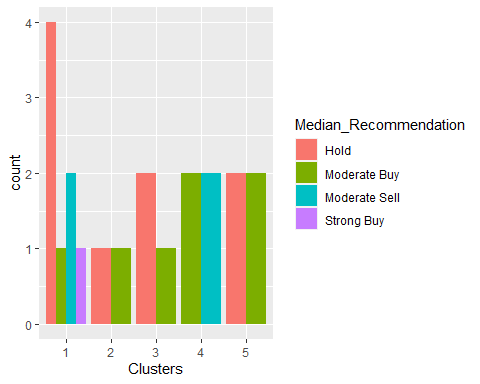 4
3
2
1
0
count
1 2 3 4 5
Clusters
Median_Recommendation
Hold
Moderate Buy
Moderate Sell
Strong Buy